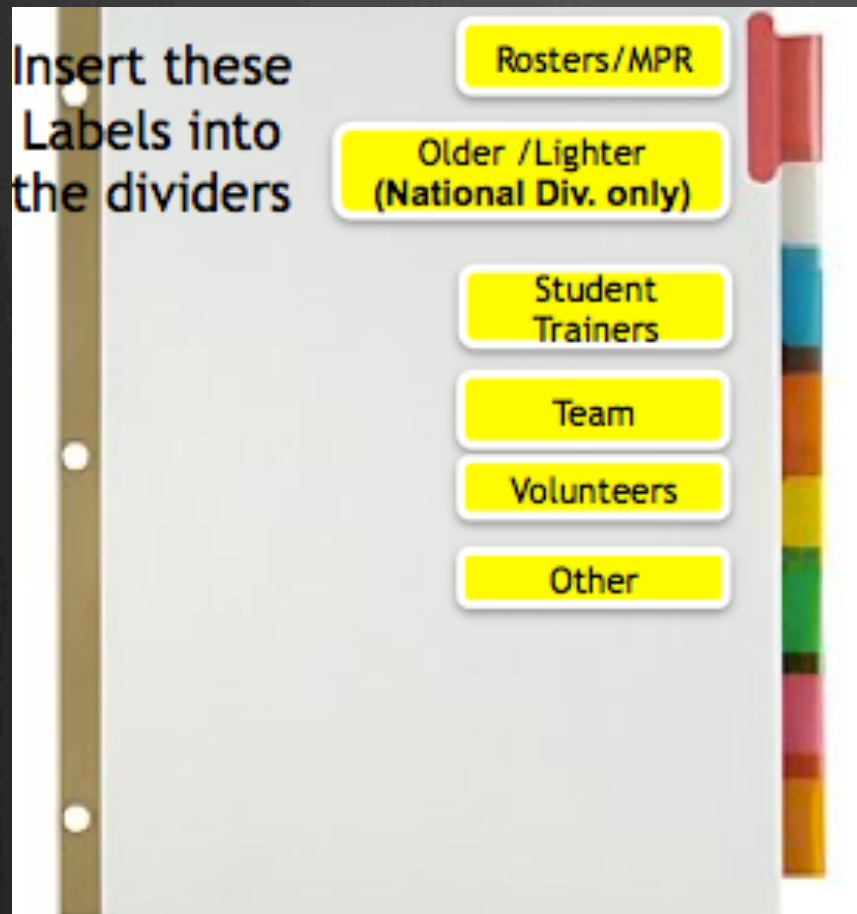 Insert these
Labels into
the dividers
Rosters/MPR
Older /Lighter
(National Div. only)
Student
Trainers
Team
Volunteers
Other